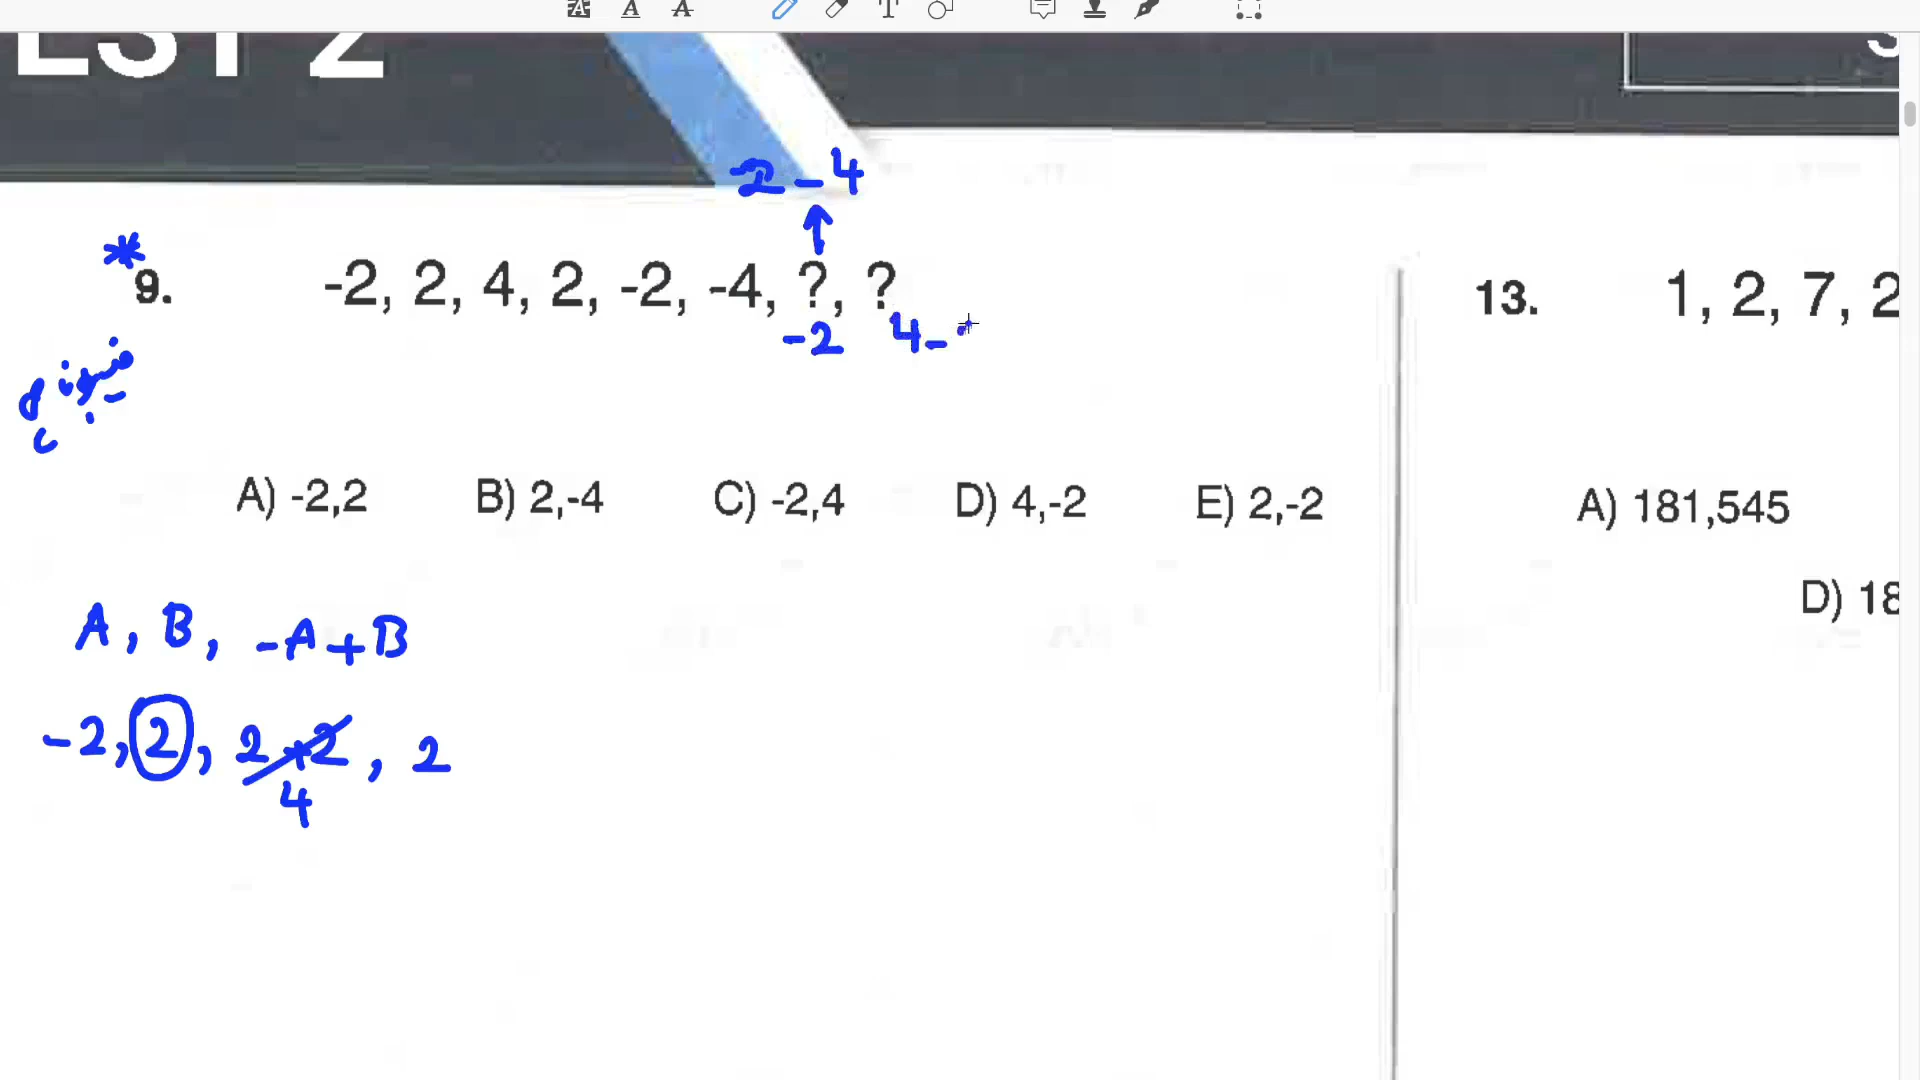 2 - 4
*
9. -2, 2, 4, 2, -2, -4, ?, ?
-2 4 -
A) -2,2 B) 2,-4 C) -2,4 D) 4,-2 E) 2,-2
A , B , -A+B
-2, 2 , 2+2 , 2
4
13. 1, 2, 7, 2
A) 181,545
D) 18